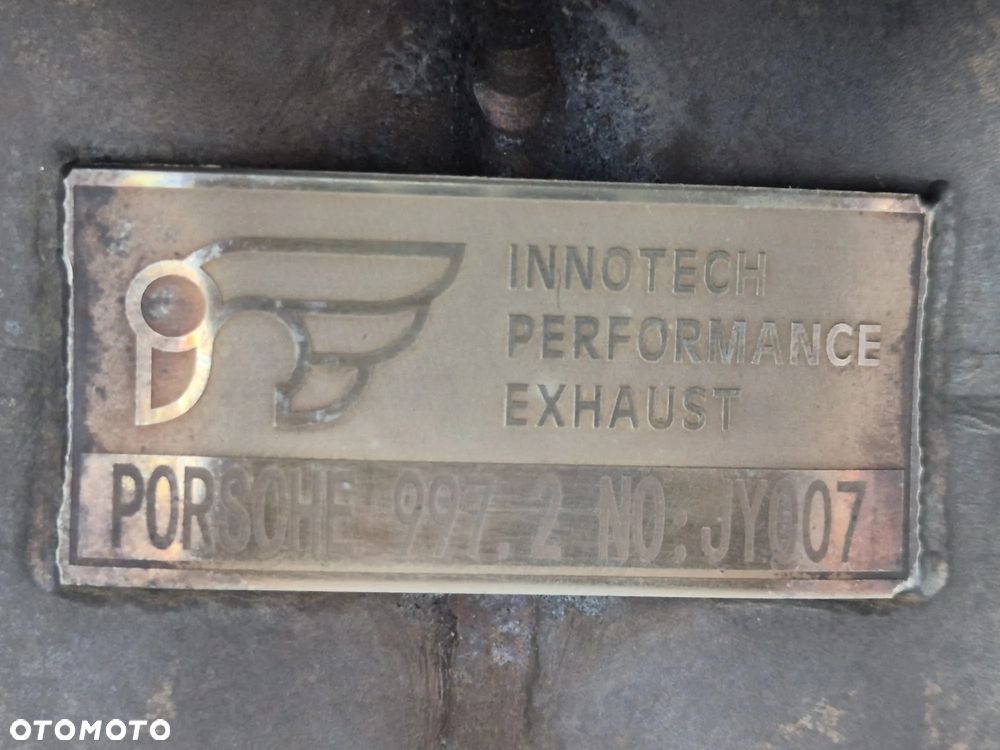 INNOTECH
PERFORMANCE
EXHAUST
PORSCHE 997.2 NO:JY007
OTOMOTO